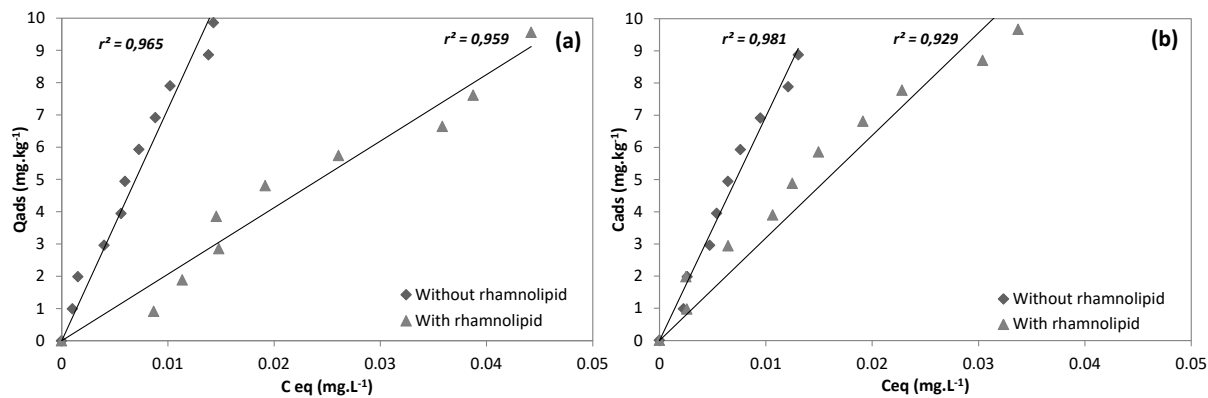 r² = 0,965
r² = 0,959
(a)
10
9
8
7
6
5
4
3
2
1
0
Qads (mg.kg⁻¹)
Without rhamnolipid
With rhamnolipid
0
0.01
0.02
0.03
0.04
0.05
C eq (mg.L⁻¹)
r² = 0,981
r² = 0,929
(b)
10
9
8
7
6
5
4
3
2
1
0
Cads (mg.kg⁻¹)
Without rhamnolipid
With rhamnolipid
0
0.01
0.02
0.03
0.04
0.05
Ceq (mg.L⁻¹)